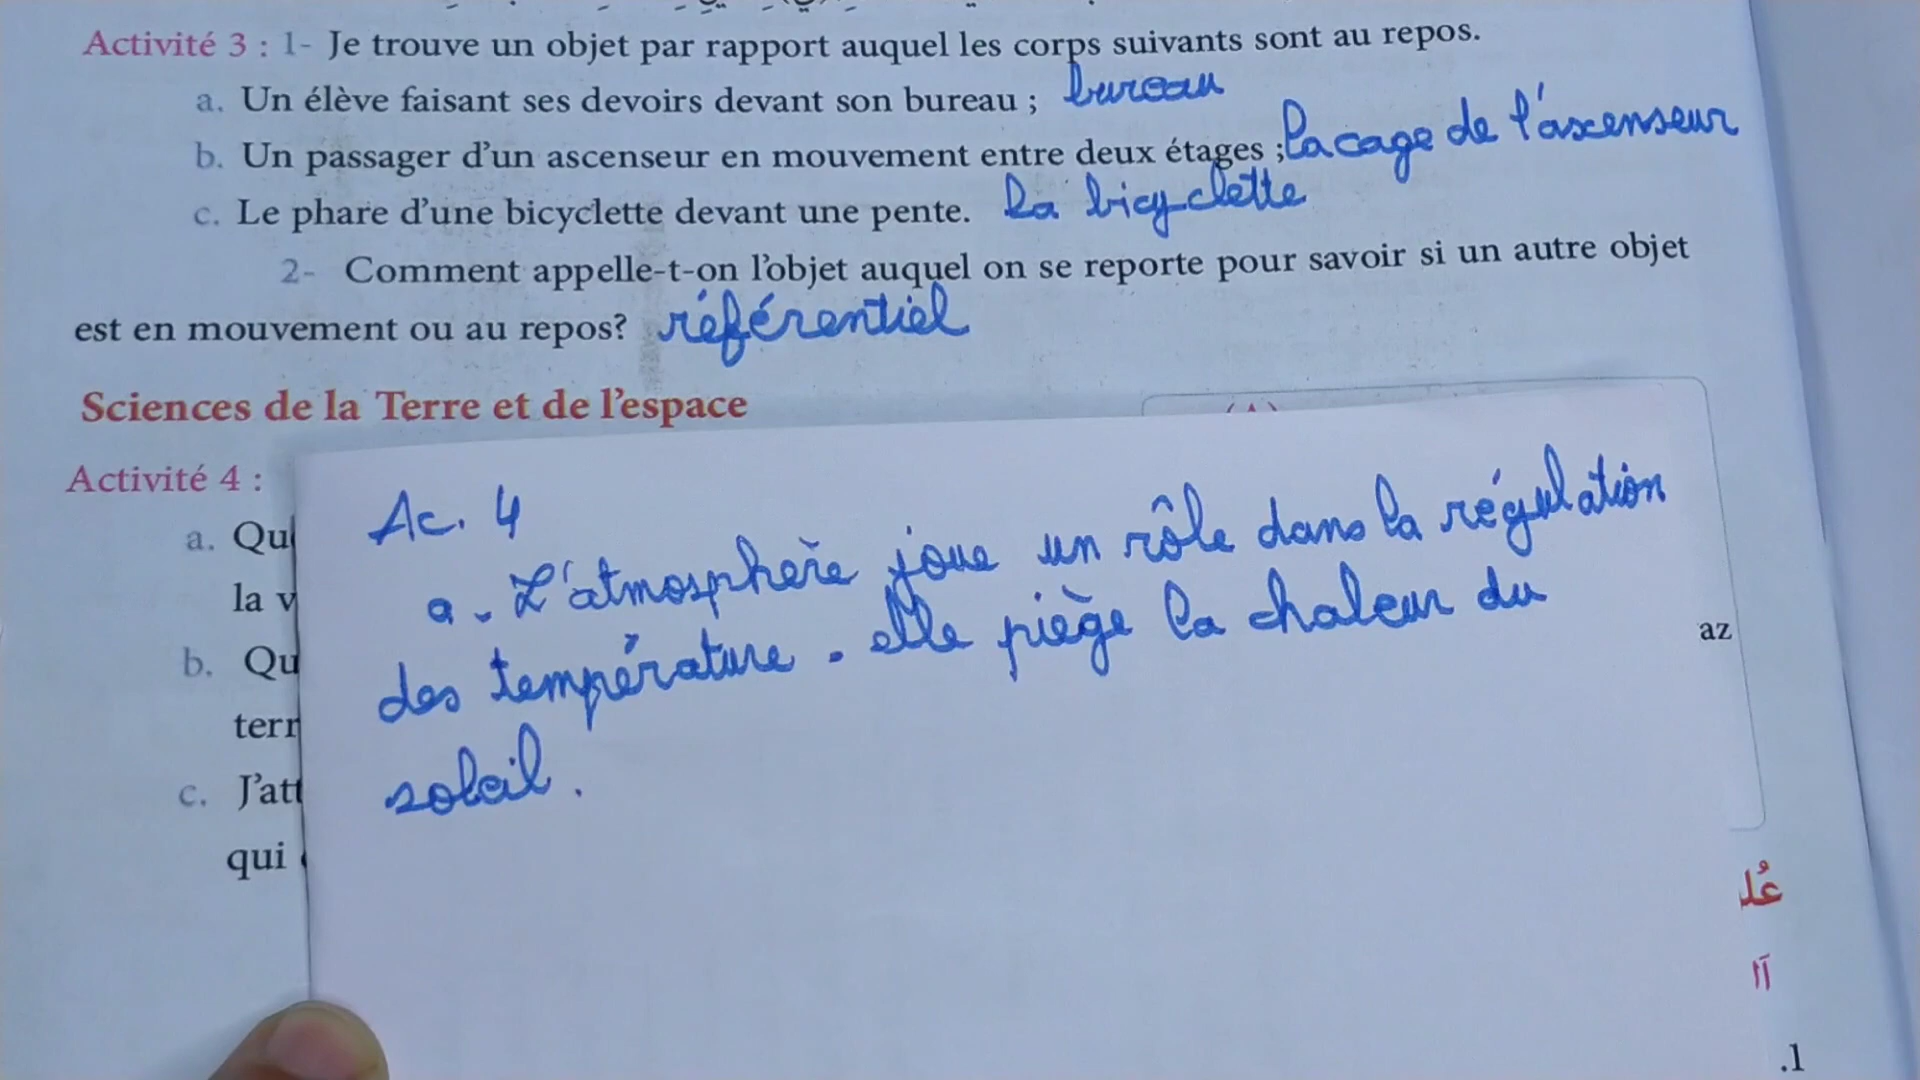 Activité 3 : 1- Je trouve un objet par rapport auquel les corps suivants sont au repos.
a. Un élève faisant ses devoirs devant son bureau ; bureau
b. Un passager d'un ascenseur en mouvement entre deux étages ; la cage de l'ascenseur
c. Le phare d'une bicyclette devant une pente. la bicyclette
2- Comment appelle-t-on l'objet auquel on se reporte pour savoir si un autre objet
est en mouvement ou au repos? référentiel
Sciences de la Terre et de l'espace
Activité 4 :
a. Qu
la v
b. Qu
terr
c. J'att
qui
Ac. 4
a. L'atmosphère joue un rôle dans la régulation
des température. elle piège la chaleur du
soleil.
az
عُلـ
آا
.1